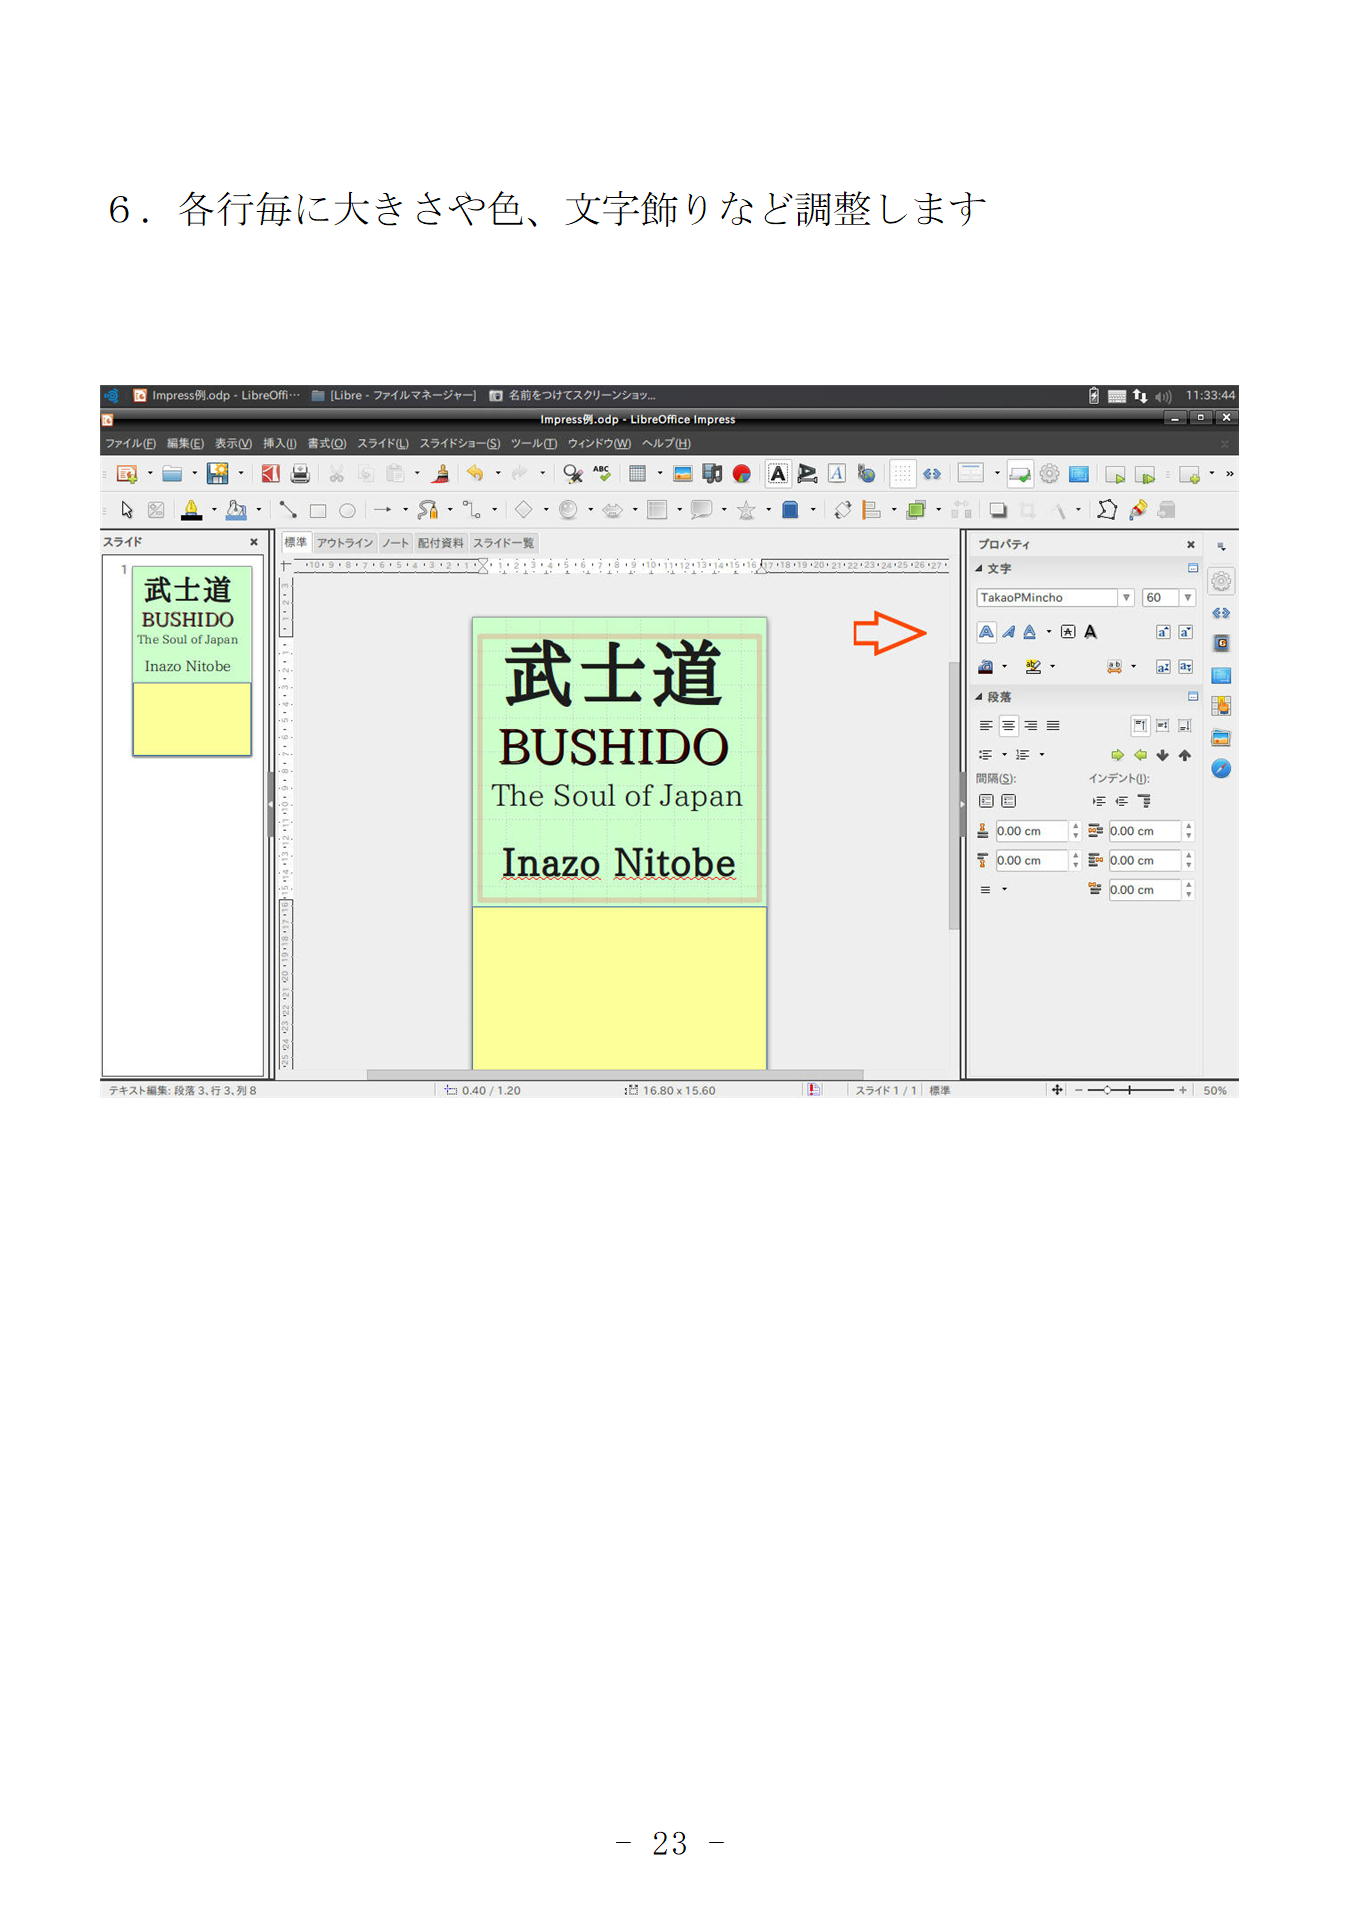 ６．各行毎に大きさや色、文字飾りなど調整します
Impress例.odp - LibreOffi… [Libre - ファイルマネージャー] 名前をつけてスクリーンショッ... 11:33:44
Impress例.odp - LibreOffice Impress
ファイル(F) 編集(E) 表示(V) 挿入(I) 書式(O) スライド(L) スライドショー(S) ツール(T) ウィンドウ(W) ヘルプ(H)
スライド
標準 アウトライン ノート 配付資料 スライド一覧
プロパティ
文字
TakaoPMincho 60
1
武士道
BUSHIDO
The Soul of Japan
Inazo Nitobe
武士道
BUSHIDO
The Soul of Japan
Inazo Nitobe
段落
間隔(S): インデント(I):
0.00 cm 0.00 cm
0.00 cm 0.00 cm
0.00 cm
テキスト編集: 段落 3、行 3、列 8 0.40 / 1.20 16.80 x 15.60 スライド 1 / 1 標準 50%
- 23 -